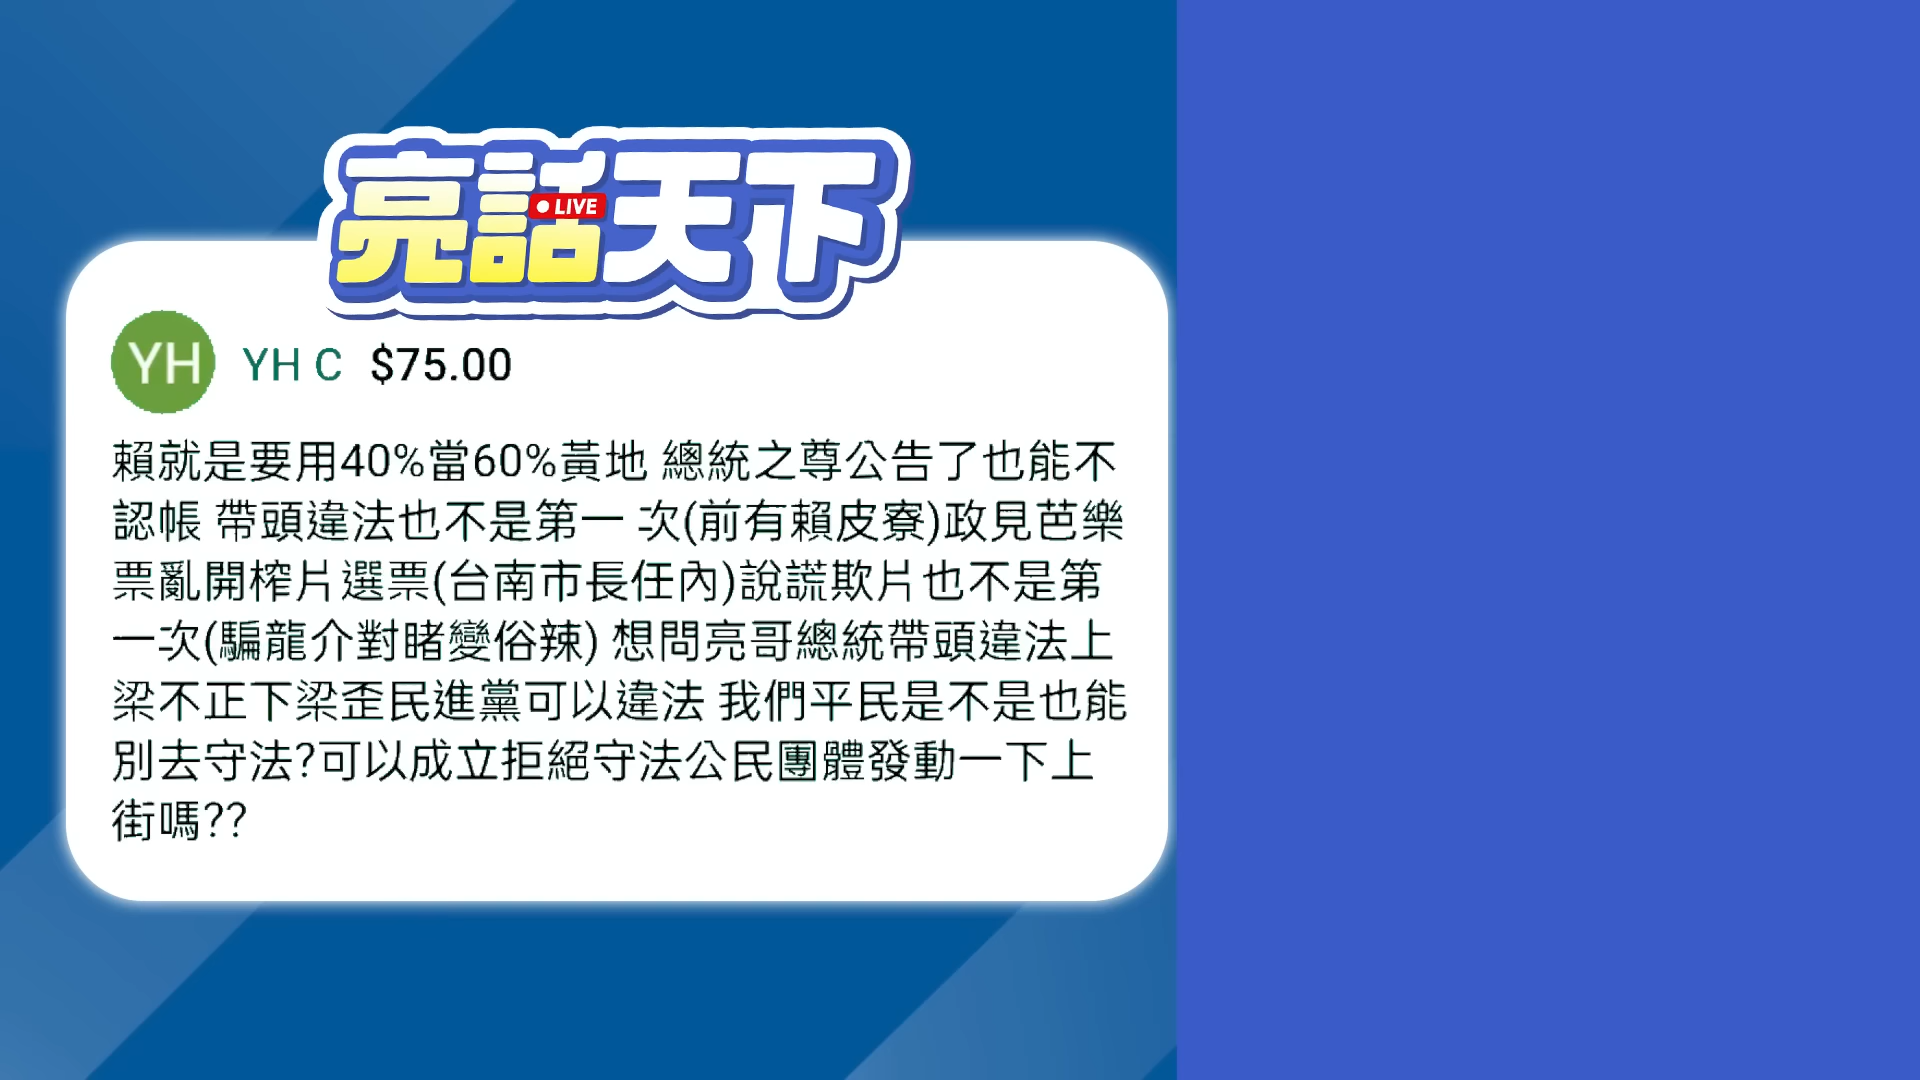 亮話天下
LIVE
YH YH C $75.00
賴就是要用40%當60%黃地 總統之尊公告了也能不
認帳 帶頭違法也不是第一 次(前有賴皮寮)政見芭樂
票亂開榨片選票(台南市長任內)說謊欺片也不是第
一次(騙龍介對睹變俗辣) 想問亮哥總統帶頭違法上
梁不正下梁歪民進黨可以違法 我們平民是不是也能
別去守法?可以成立拒絕守法公民團體發動一下上
街嗎??